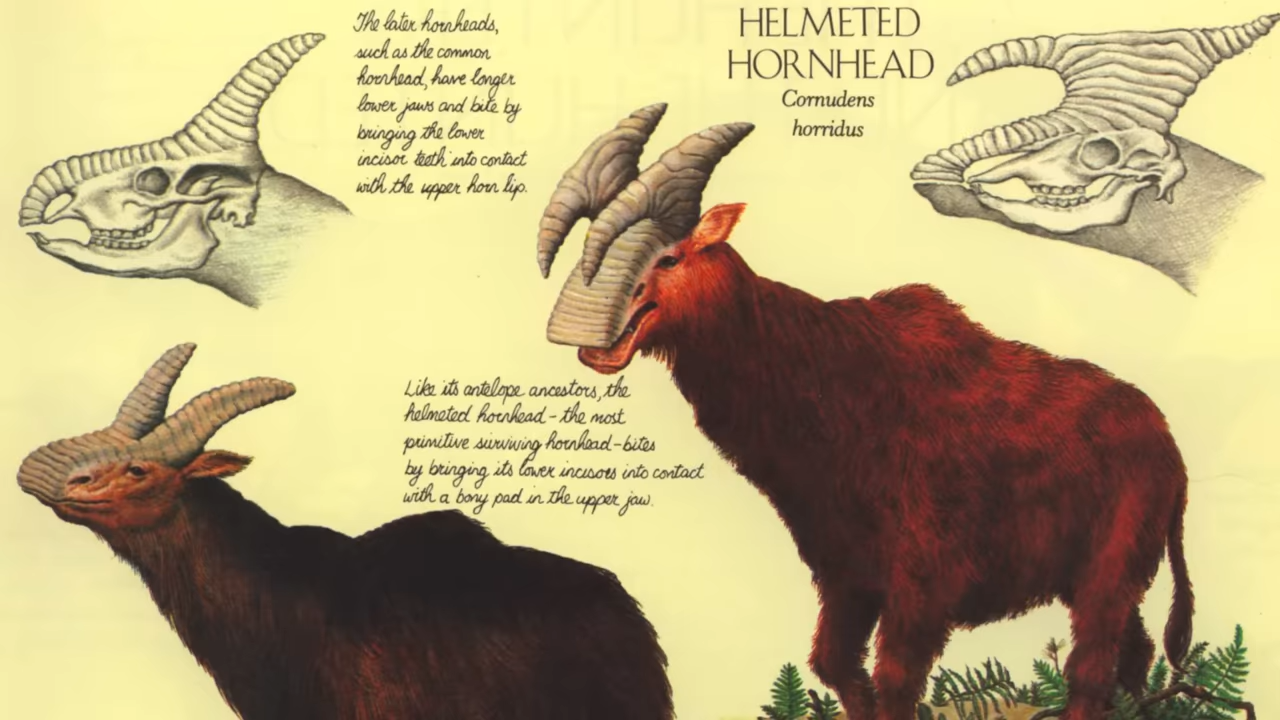 The later hornheads,
such as the common
hornhead, have longer
lower jaws and bite by
bringing the lower
incisor teeth into contact
with the upper horn lip.
HELMETED
HORNHEAD
Cornudens
horridus
Like its antelope ancestors, the
helmeted hornhead – the most
primitive surviving hornhead – bites
by bringing its lower incisors into contact
with a bony pad in the upper jaw.